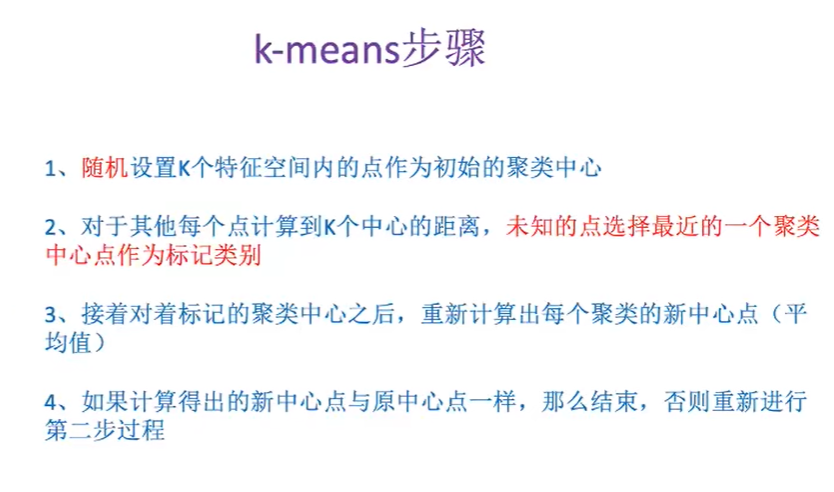 k-means步骤
1、随机设置K个特征空间内的点作为初始的聚类中心
2、对于其他每个点计算到K个中心的距离，未知的点选择最近的一个聚类
中心点作为标记类别
3、接着对着标记的聚类中心之后，重新计算出每个聚类的新中心点（平
均值）
4、如果计算得出的新中心点与原中心点一样，那么结束，否则重新进行
第二步过程